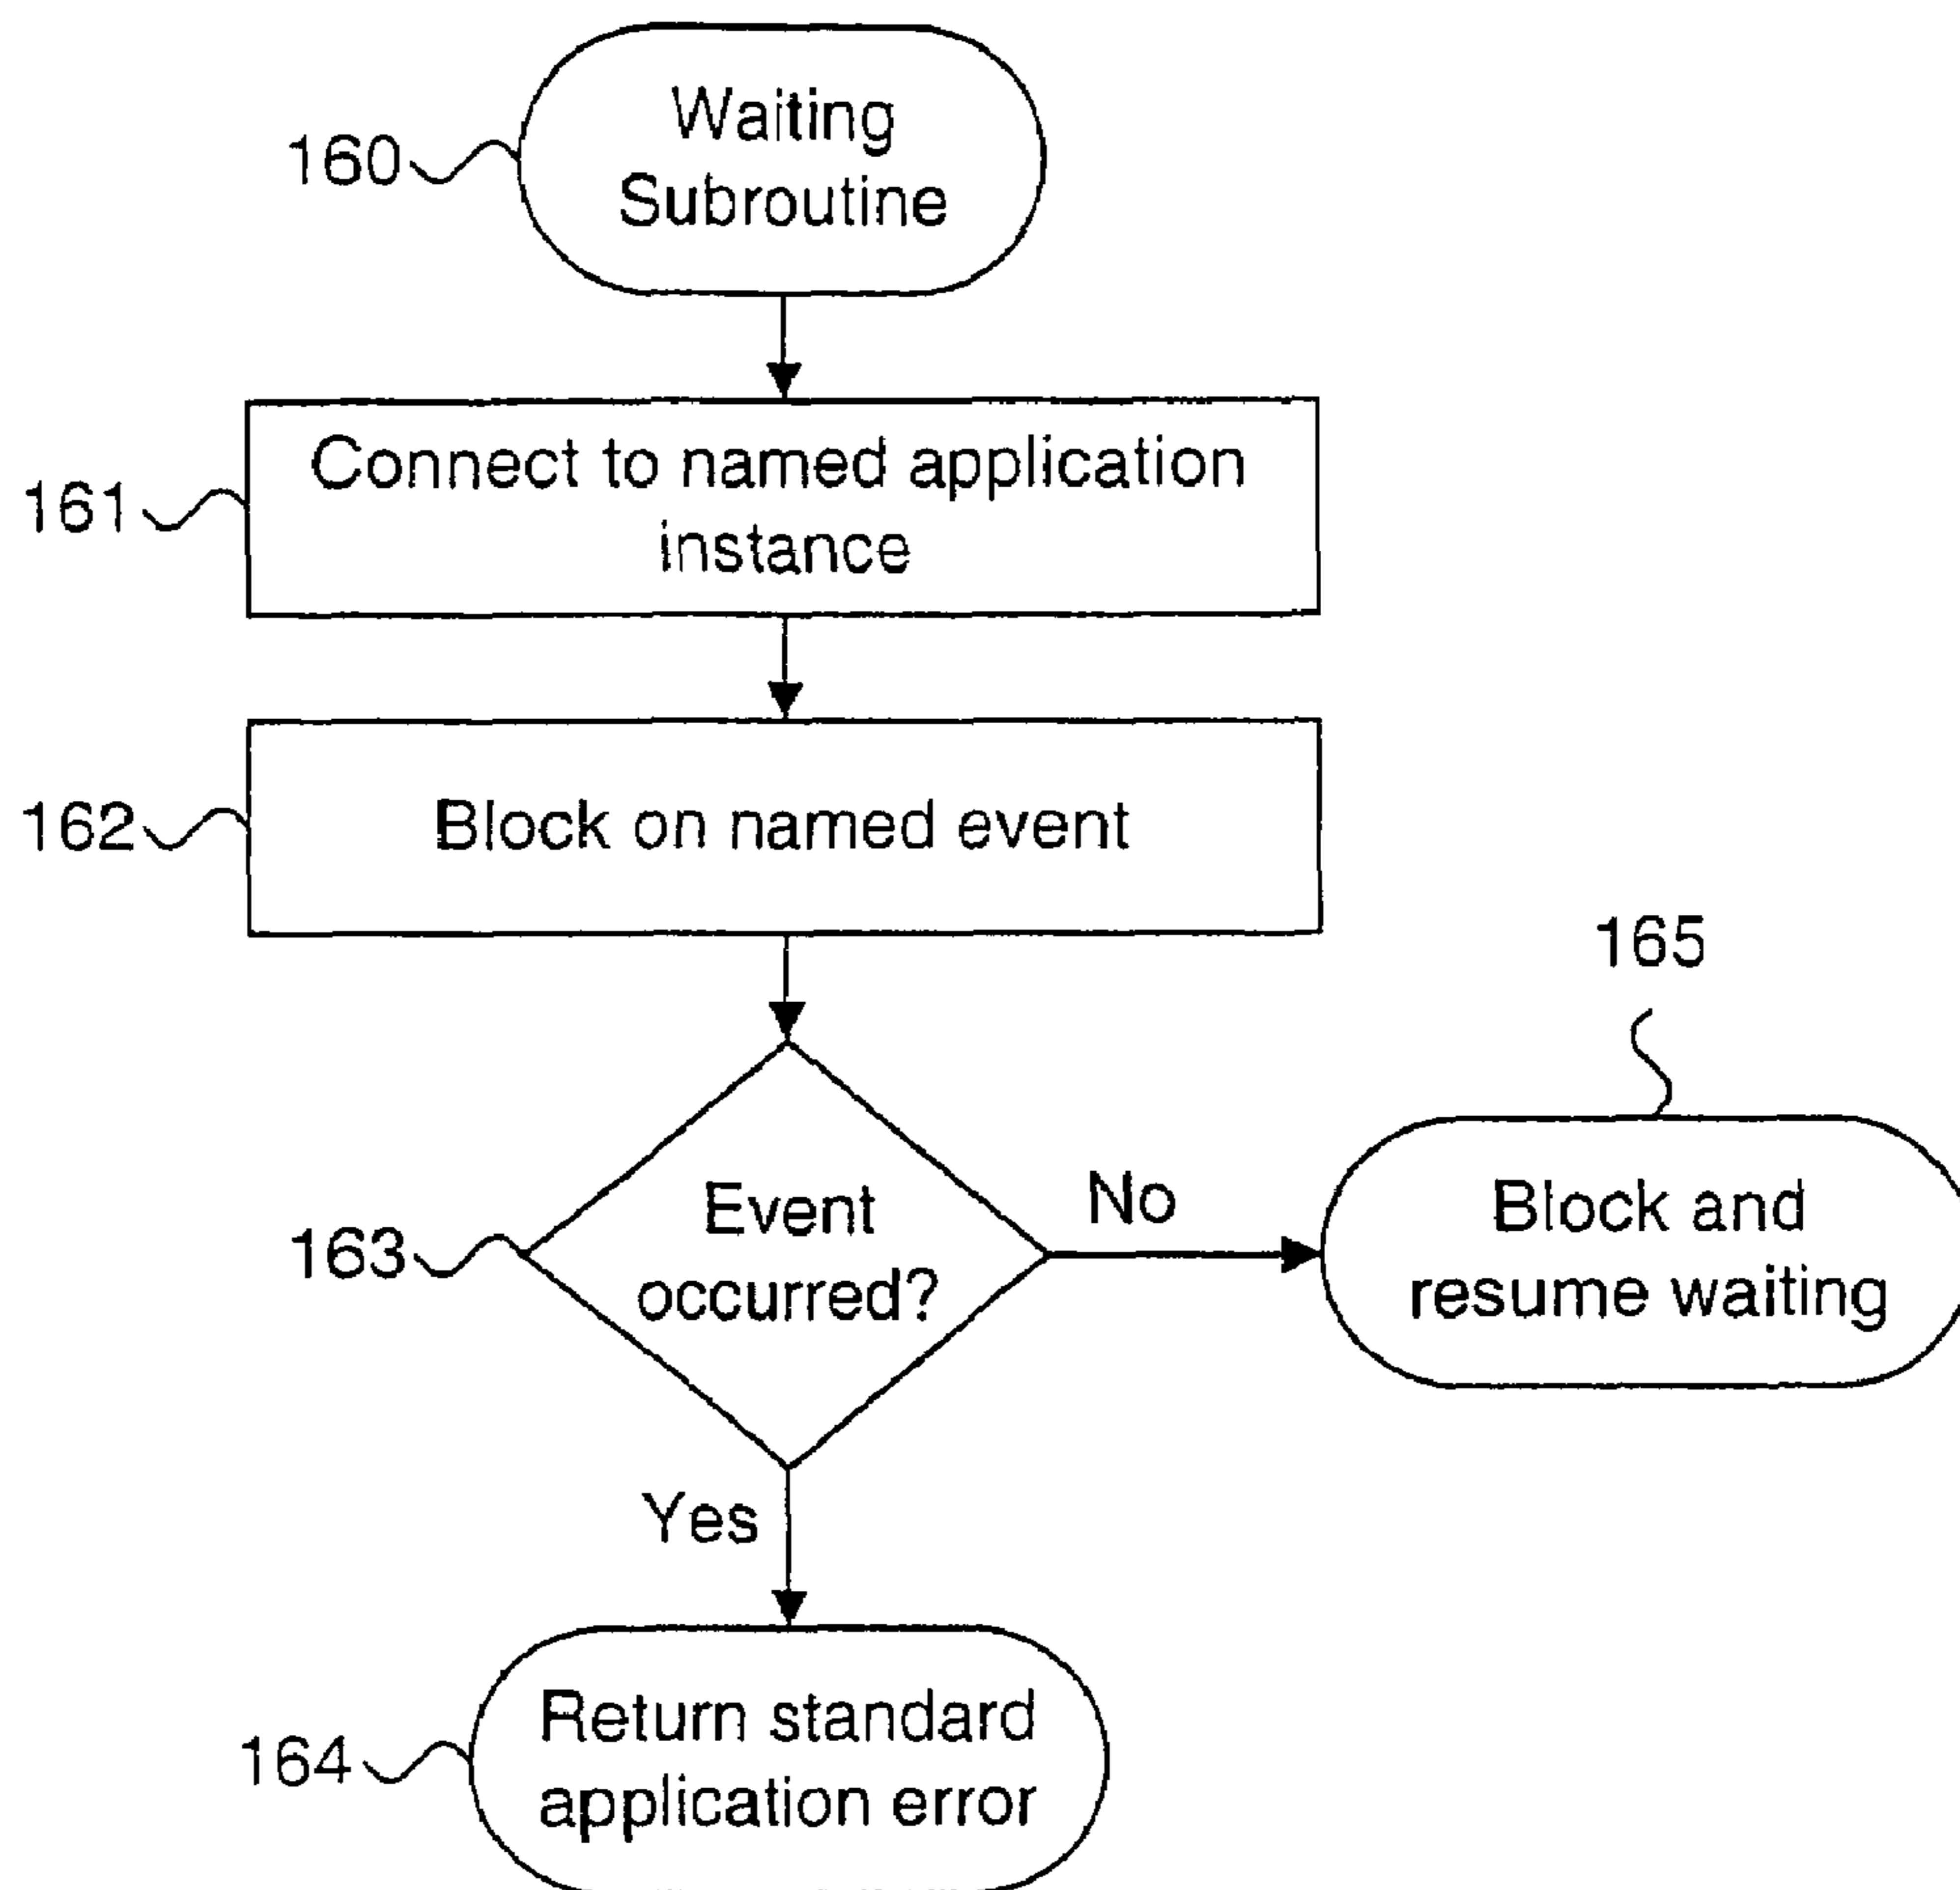 Waiting
Subroutine
160
Connect to named application
instance
161
Block on named event
162
165
Event
occurred?
163
No
Block and
resume waiting
Yes
Return standard
application error
164